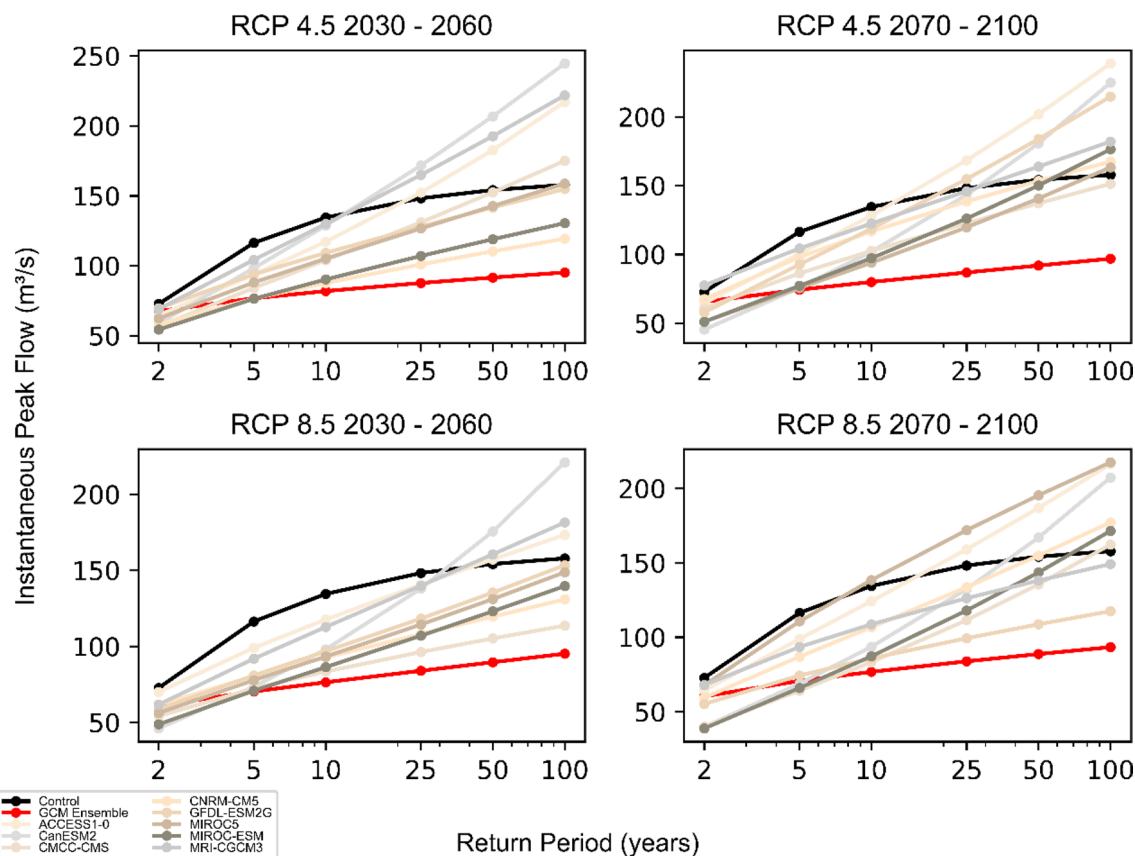 RCP 4.5 2030 - 2060
RCP 4.5 2070 - 2100
250
200
150
100
50
2 5 10 25 50 100
200
150
100
50
2 5 10 25 50 100
RCP 8.5 2030 - 2060
RCP 8.5 2070 - 2100
200
150
100
50
2 5 10 25 50 100
200
150
100
50
2 5 10 25 50 100
Instantaneous Peak Flow (m³/s)
Return Period (years)
Control
GCM Ensemble
ACCESS1-0
CanESM2
CMCC-CMS
CNRM-CM5
GFDL-ESM2G
MIROC5
MIROC-ESM
MRI-CGCM3